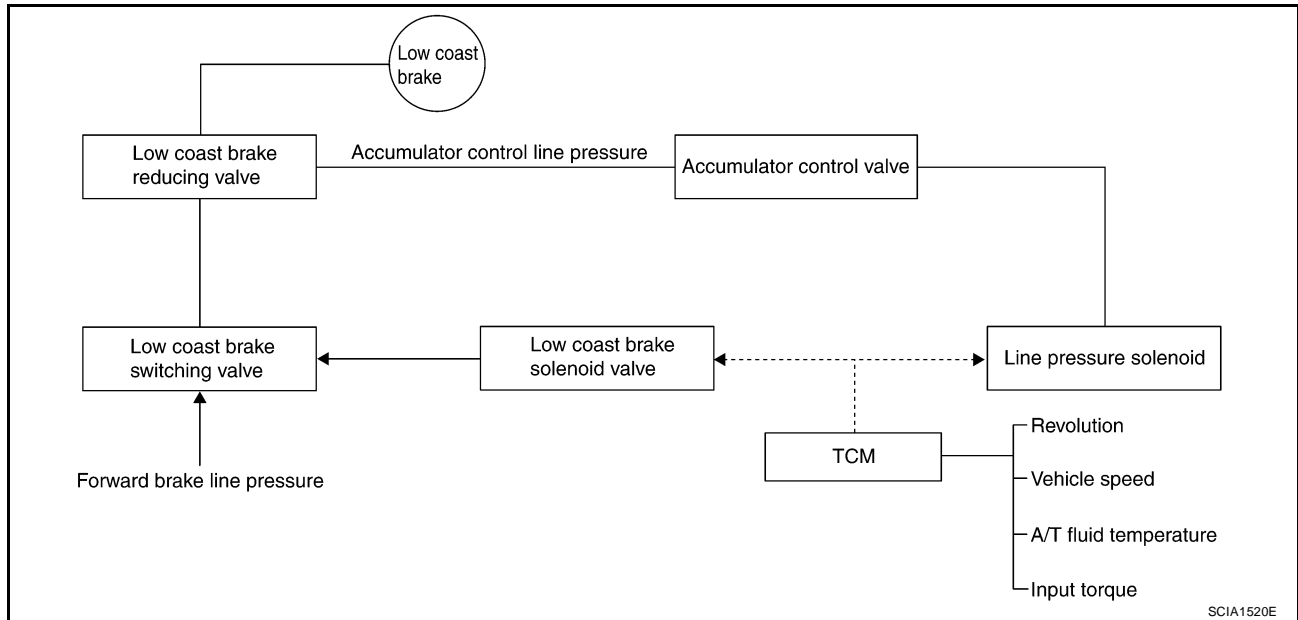 Low coast
brake
Low coast brake
reducing valve
Accumulator control line pressure
Accumulator control valve
Low coast brake
switching valve
Low coast brake
solenoid valve
Line pressure solenoid
Forward brake line pressure
TCM
Revolution
Vehicle speed
A/T fluid temperature
Input torque
SCIA1520E